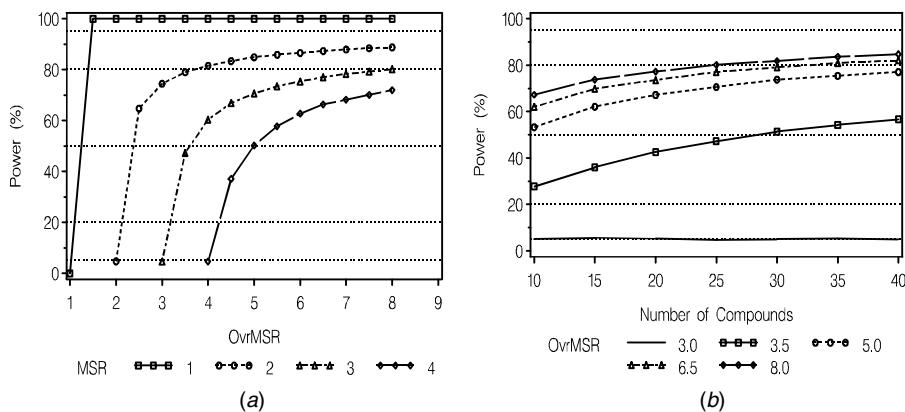 Power (%)
100
80
60
40
20
0
1 2 3 4 5 6 7 8 9
OvrMSR
MSR 1 2 3 4
(a)
Power (%)
100
80
60
40
20
0
10 15 20 25 30 35 40
Number of Compounds
OvrMSR 3.0 3.5 5.0
6.5 8.0
(b)